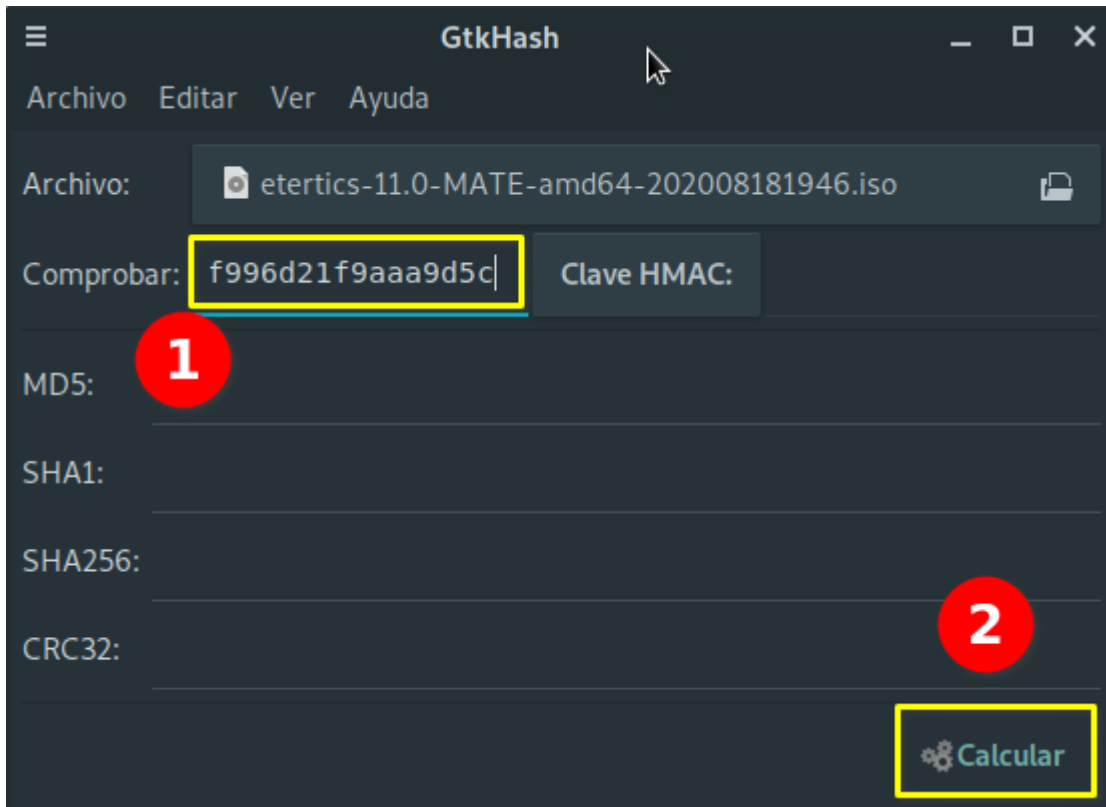 GtkHash
Archivo Editar Ver Ayuda
Archivo: etertics-11.0-MATE-amd64-202008181946.iso
Comprobar: f996d21f9aaa9d5c Clave HMAC:
1
MD5:
SHA1:
SHA256:
2
CRC32:
Calcular